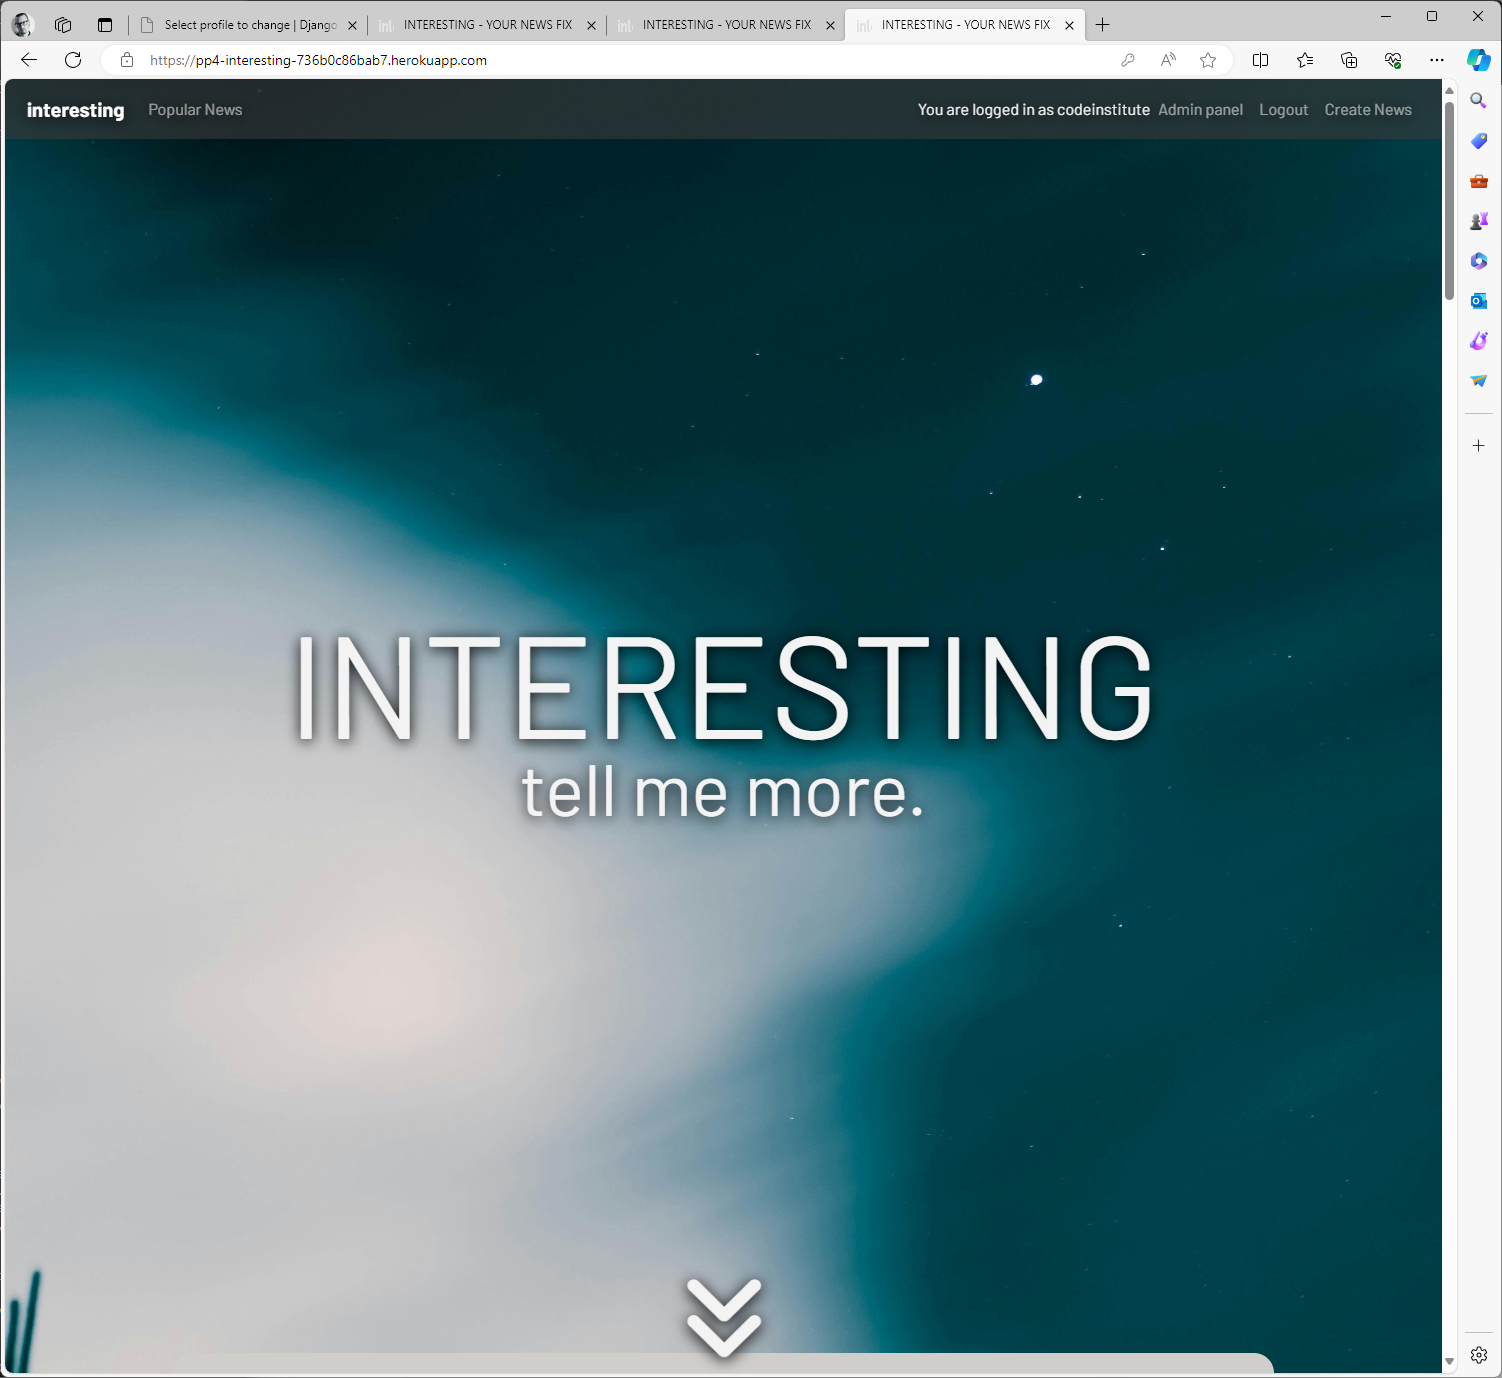 Select profile to change | Django
INTERESTING - YOUR NEWS FIX
INTERESTING - YOUR NEWS FIX
INTERESTING - YOUR NEWS FIX
https://pp4-interesting-736b0c86bab7.herokuapp.com
interesting Popular News You are logged in as codeinstitute Admin panel Logout Create News
INTERESTING
tell me more.